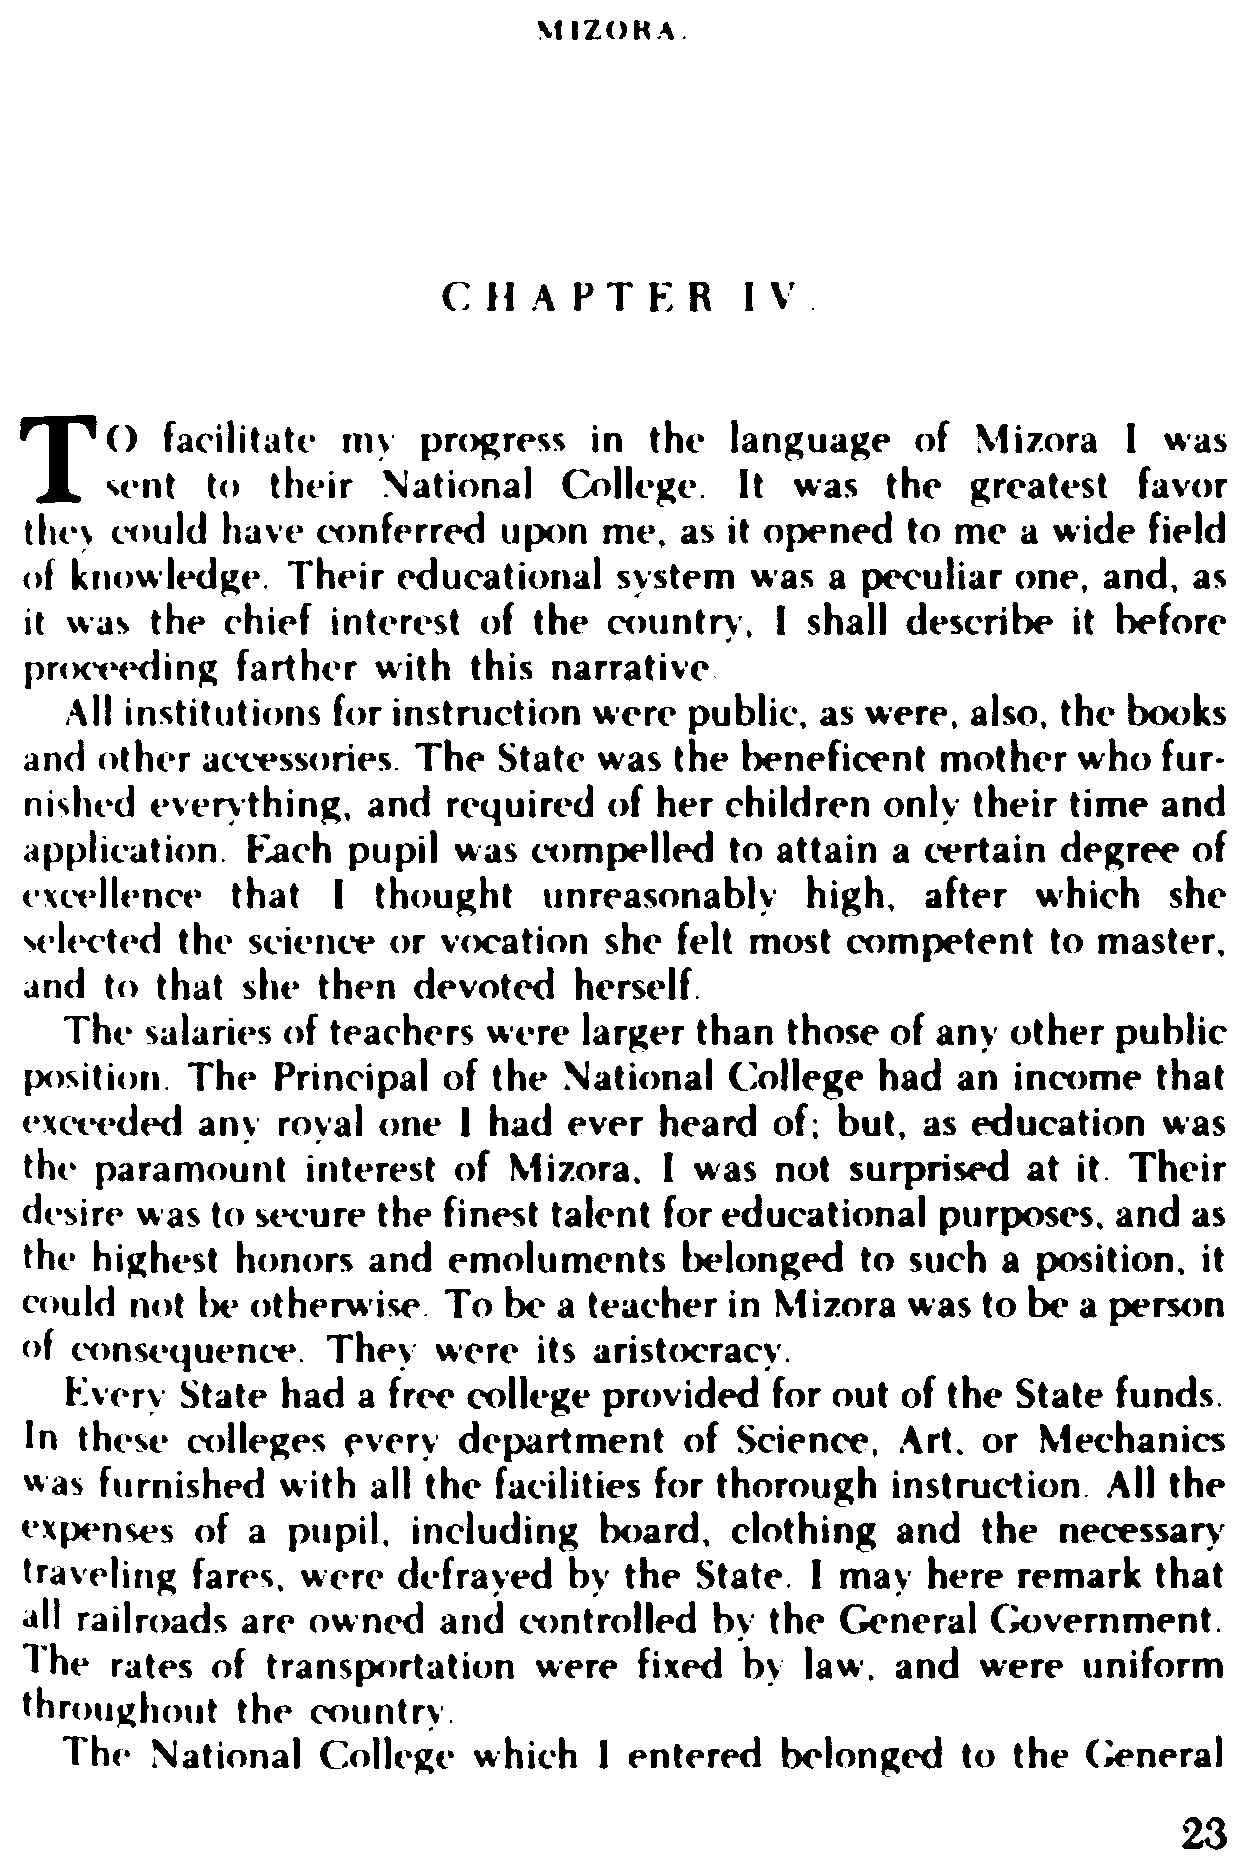 MIZORA.
CHAPTER IV.
TO facilitate my progress in the language of Mizora I was
sent to their National College. It was the greatest favor
they could have conferred upon me, as it opened to me a wide field
of knowledge. Their educational system was a peculiar one, and, as
it was the chief interest of the country, I shall describe it before
proceeding farther with this narrative.
All institutions for instruction were public, as were, also, the books
and other accessories. The State was the beneficent mother who fur-
nished everything, and required of her children only their time and
application. Each pupil was compelled to attain a certain degree of
excellence that I thought unreasonably high, after which she
selected the science or vocation she felt most competent to master,
and to that she then devoted herself.
The salaries of teachers were larger than those of any other public
position. The Principal of the National College had an income that
exceeded any royal one I had ever heard of; but, as education was
the paramount interest of Mizora, I was not surprised at it. Their
desire was to secure the finest talent for educational purposes, and as
the highest honors and emoluments belonged to such a position, it
could not be otherwise. To be a teacher in Mizora was to be a person
of consequence. They were its aristocracy.
Every State had a free college provided for out of the State funds.
In these colleges every department of Science, Art, or Mechanics
was furnished with all the facilities for thorough instruction. All the
expenses of a pupil, including board, clothing and the necessary
traveling fares, were defrayed by the State. I may here remark that
all railroads are owned and controlled by the General Government.
The rates of transportation were fixed by law, and were uniform
throughout the country.
The National College which I entered belonged to the General
23